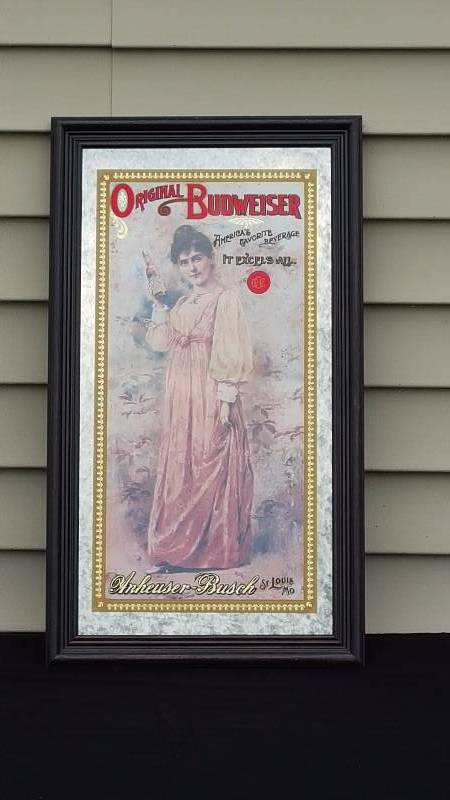 ORIGINAL BUDWEISER
AMERICA'S
FAVORITE
BEVERAGE
IT EXCELS ALL.
Anheuser-Busch St. LOUIS
MO